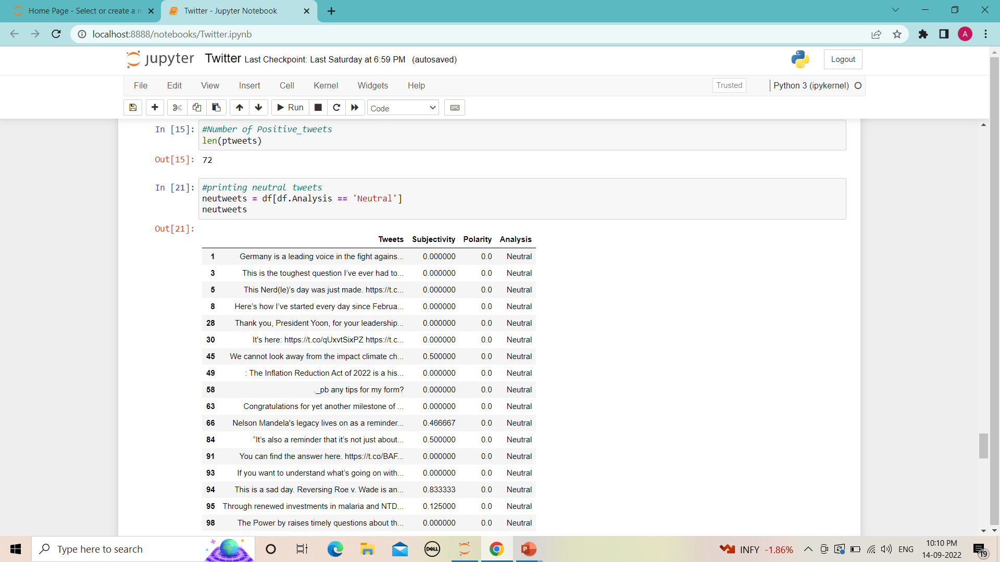 Home Page - Select or create a n
Twitter - Jupyter Notebook
localhost:8888/notebooks/Twitter.ipynb
A
jupyter Twitter Last Checkpoint: Last Saturday at 6:59 PM (autosaved)
Logout
File Edit View Insert Cell Kernel Widgets Help
Trusted
Python 3 (ipykernel)
Run
Code
In [15]: #Number of Positive_tweets
len(ptweets)
Out[15]: 72
In [21]: #printing neutral tweets
neutweets = df[df.Analysis == 'Neutral']
neutweets
Out[21]:
Tweets Subjectivity Polarity Analysis
1 Germany is a leading voice in the fight agains... 0.000000 0.0 Neutral
3 This is the toughest question I’ve ever had to... 0.000000 0.0 Neutral
5 This Nerd(le)’s day was just made. https://t.c... 0.000000 0.0 Neutral
8 Here’s how I’ve started every day since Februa... 0.000000 0.0 Neutral
28 Thank you, President Yoon, for your leadership... 0.000000 0.0 Neutral
30 It's here: https://t.co/qUxvtSixPZ https://t.c... 0.000000 0.0 Neutral
45 We cannot look away from the impact climate ch... 0.500000 0.0 Neutral
49 : The Inflation Reduction Act of 2022 is a his... 0.000000 0.0 Neutral
58 ._pb any tips for my form? 0.000000 0.0 Neutral
63 Congratulations for yet another milestone of ... 0.000000 0.0 Neutral
66 Nelson Mandela's legacy lives on as a reminder... 0.466667 0.0 Neutral
84 “It’s also a reminder that it’s not just about... 0.500000 0.0 Neutral
91 You can find the answer here. https://t.co/BAF... 0.000000 0.0 Neutral
93 If you want to understand what’s going on with... 0.000000 0.0 Neutral
94 This is a sad day. Reversing Roe v. Wade is an... 0.833333 0.0 Neutral
95 Through renewed investments in malaria and NTD... 0.125000 0.0 Neutral
98 The Power by raises timely questions about th... 0.000000 0.0 Neutral
Type here to search
DELL
P
INFY -1.86%
ENG
10:10 PM
14-09-2022
19